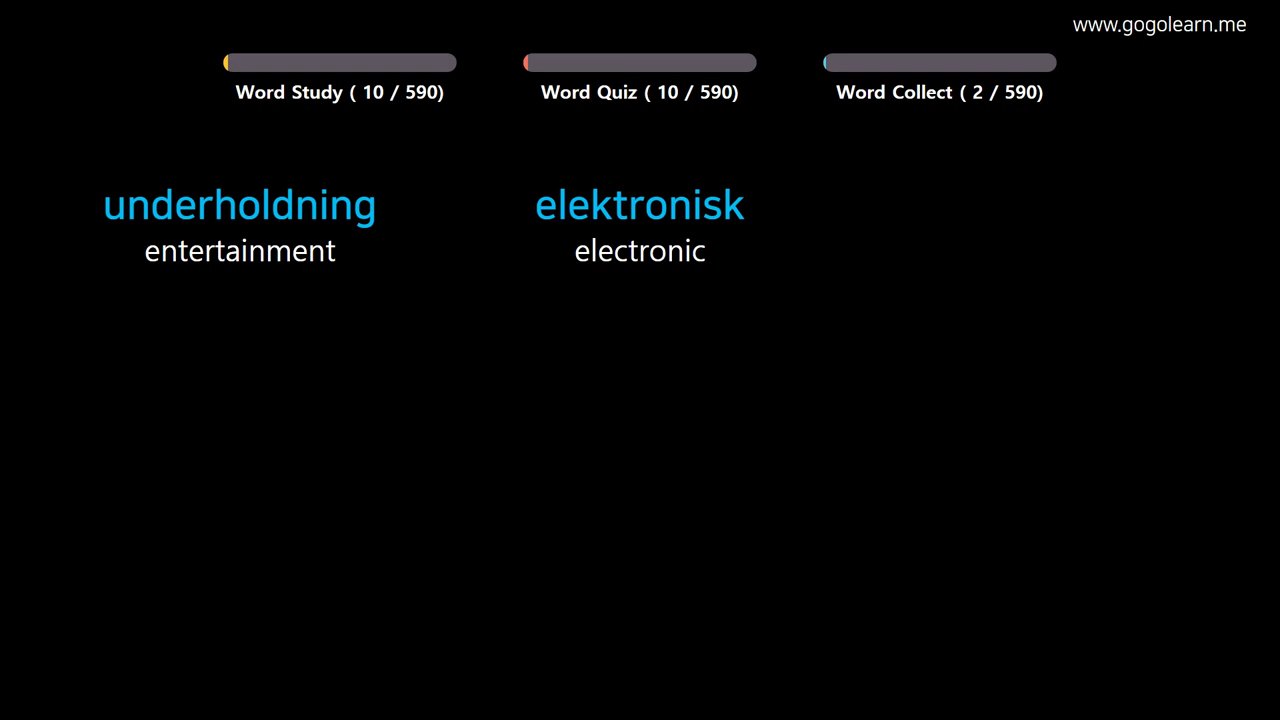 www.gogolearn.me
Word Study ( 10 / 590)
Word Quiz ( 10 / 590)
Word Collect ( 2 / 590)
underholdning
entertainment
elektronisk
electronic